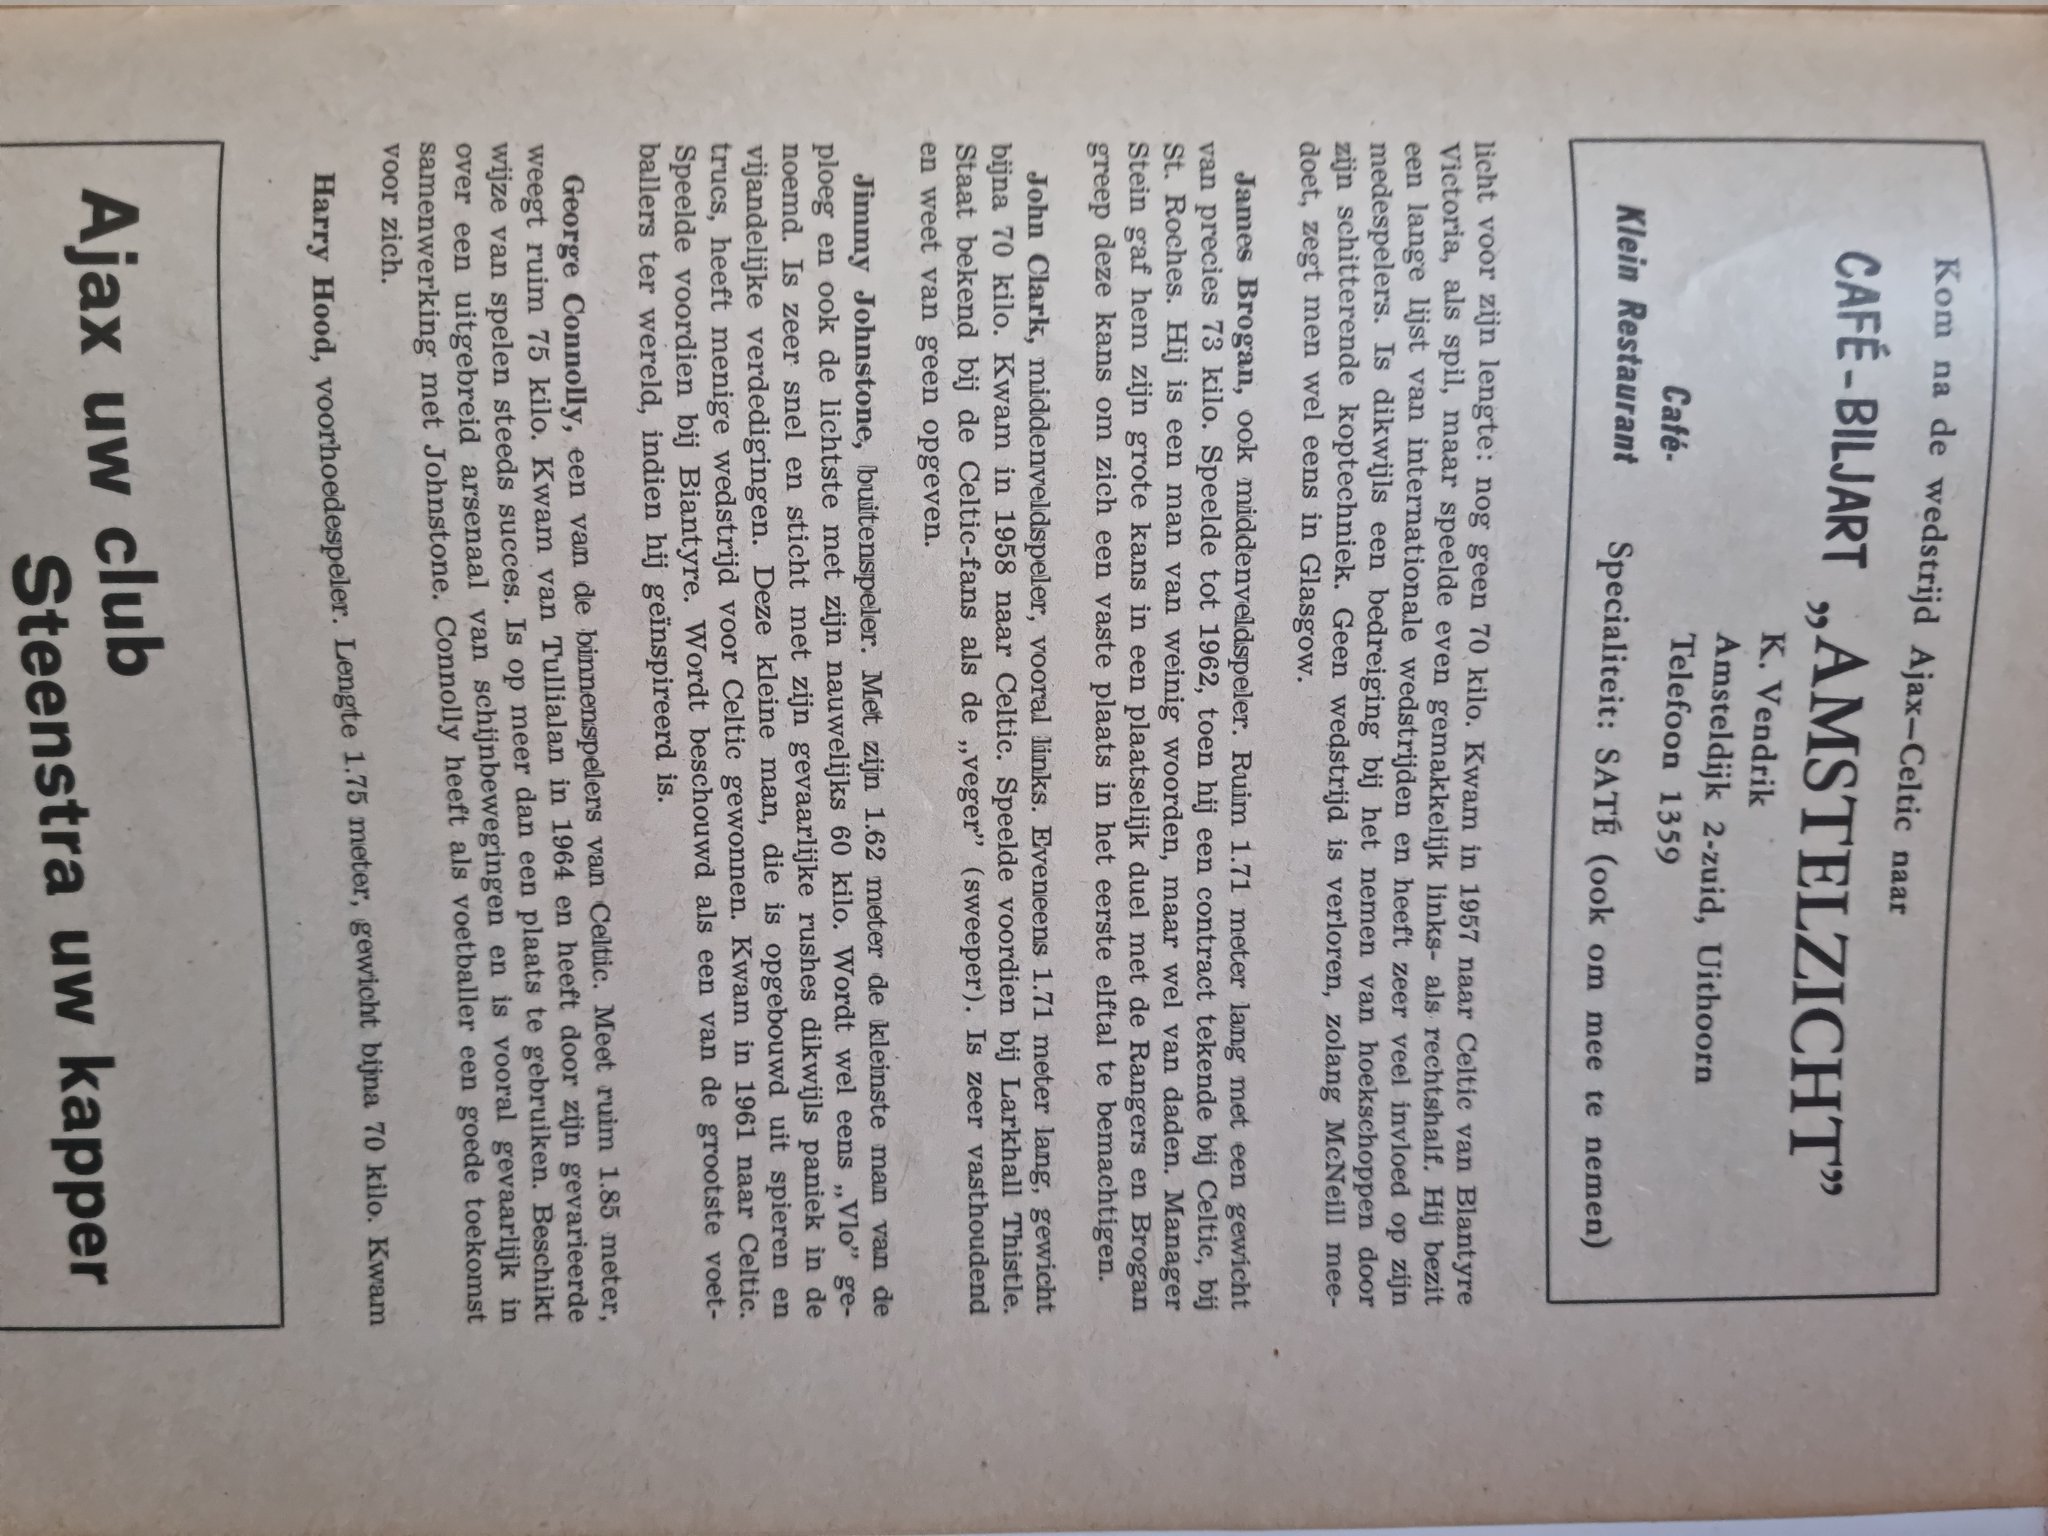 Kom na de wedstrijd Ajax—Celtic naar
CAFÉ-BILJART „AMSTELZICHT”
K. Vendrik
Amsteldijk 2-zuid, Uithoorn
Telefoon 1359
Café-
Klein Restaurant Specialiteit: SATÉ (ook om mee te nemen)
licht voor zijn lengte: nog geen 70 kilo. Kwam in 1957 naar Celtic van Blantyre
Victoria, als spil, maar speelde even gemakkelijk links- als rechtshalf. Hij bezit
een lange lijst van internationale wedstrijden en heeft zeer veel invloed op zijn
medespelers. Is dikwijls een bedreiging bij het nemen van hoekschoppen door
zijn schitterende koptechniek. Geen wedstrijd is verloren, zolang McNeill mee-
doet, zegt men wel eens in Glasgow.
James Brogan, ook middenveldspeler. Ruim 1.71 meter lang met een gewicht
van precies 73 kilo. Speelde tot 1962, toen hij een contract tekende bij Celtic, bij
St. Roches. Hij is een man van weinig woorden, maar wel van daden. Manager
Stein gaf hem zijn grote kans in een plaatselijk duel met de Rangers en Brogan
greep deze kans om zich een vaste plaats in het eerste elftal te bemachtigen.
John Clark, middenveldspeler, vooral links. Eveneens 1.71 meter lang, gewicht
bijna 70 kilo. Kwam in 1958 naar Celtic. Speelde voordien bij Larkhall Thistle.
Staat bekend bij de Celtic-fans als de „veger” (sweeper). Is zeer vasthoudend
en weet van geen opgeven.
Jimmy Johnstone, buitenspeler. Met zijn 1.62 meter de kleinste man van de
ploeg en ook de lichtste met zijn nauwelijks 60 kilo. Wordt wel eens „Vlo” ge-
noemd. Is zeer snel en sticht met zijn gevaarlijke rushes dikwijls paniek in de
vijandelijke verdedigingen. Deze kleine man, die is opgebouwd uit spieren en
trucs, heeft menige wedstrijd voor Celtic gewonnen. Kwam in 1961 naar Celtic.
Speelde voordien bij Biantyre. Wordt beschouwd als een van de grootste voet-
ballers ter wereld, indien hij geïnspireerd is.
George Connolly, een van de binnenspelers van Celtic. Meet ruim 1.85 meter,
weegt ruim 75 kilo. Kwam van Tullialan in 1964 en heeft door zijn gevarieerde
wijze van spelen steeds succes. Is op meer dan een plaats te gebruiken. Beschikt
over een uitgebreid arsenaal van schijnbewegingen en is vooral gevaarlijk in
samenwerking met Johnstone. Connolly heeft als voetballer een goede toekomst
voor zich.
Harry Hood, voorhoedespeler. Lengte 1.75 meter, gewicht bijna 70 kilo. Kwam
Ajax uw club
Steenstra uw kapper